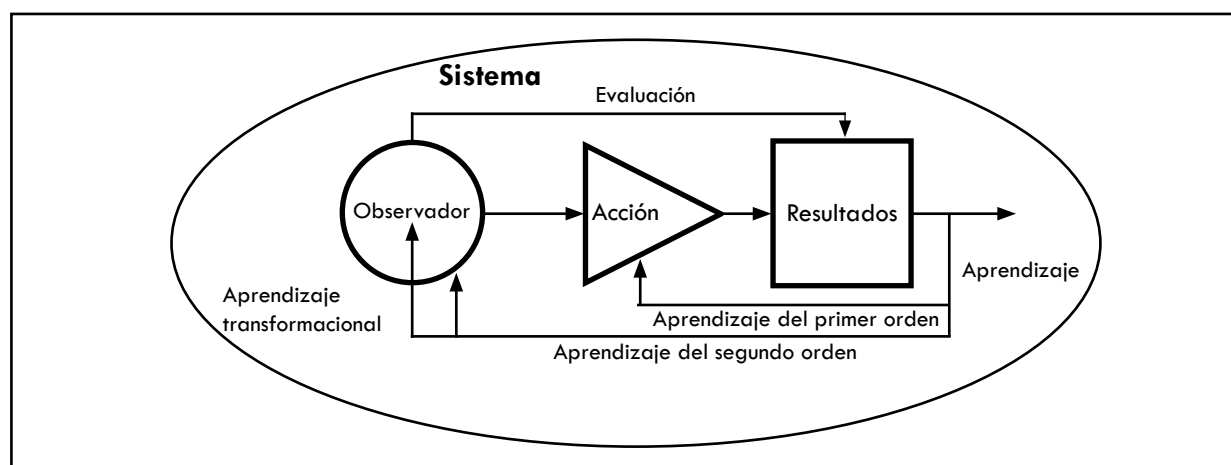 Sistema
Evaluación
Observador
Acción
Resultados
Aprendizaje
Aprendizaje
transformacional
Aprendizaje del primer orden
Aprendizaje del segundo orden